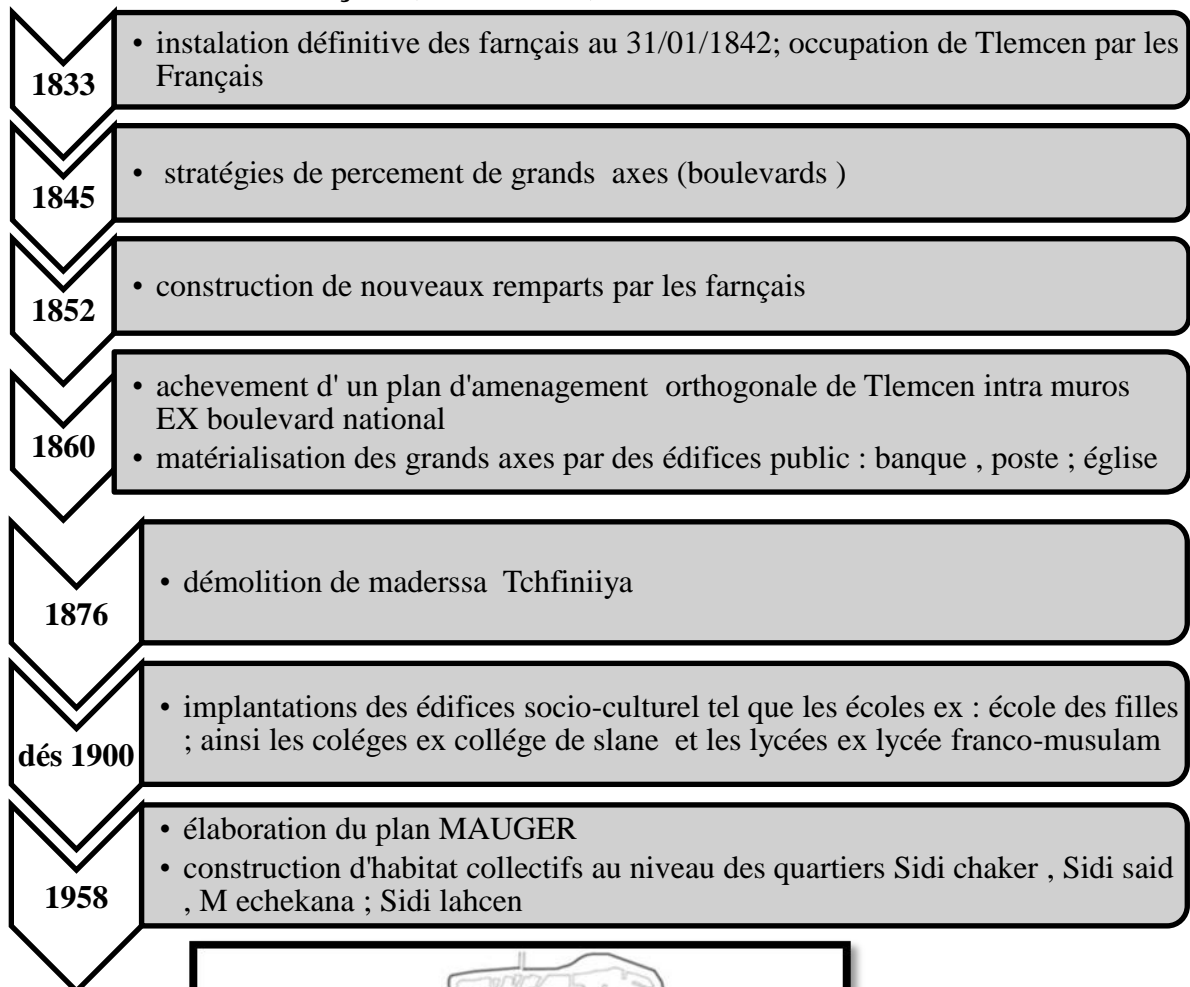 1833
• instalation définitive des farnçais au 31/01/1842; occupation de Tlemcen par les
Français
1845
• stratégies de percement de grands axes (boulevards )
1852
• construction de nouveaux remparts par les farnçais
1860
• achevement d' un plan d'amenagement orthogonale de Tlemcen intra muros
EX boulevard national
• matérialisation des grands axes par des édifices public : banque , poste ; église
1876
• démolition de maderssa Tchfiniiya
dés 1900
• implantations des édifices socio-culturel tel que les écoles ex : école des filles
; ainsi les coléges ex collége de slane et les lycées ex lycée franco-musulam
1958
• élaboration du plan MAUGER
• construction d'habitat collectifs au niveau des quartiers Sidi chaker , Sidi said
, M echekana ; Sidi lahcen